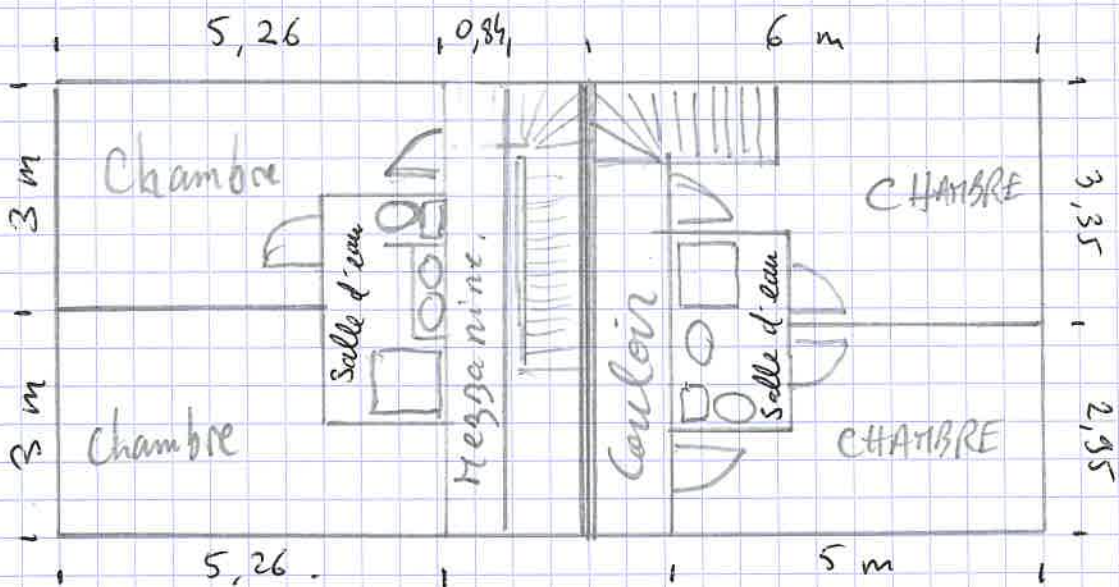 5,26
0,84
6 m
3 m
Chambre
CHAMBRE
3,35
Salle d'eau
Mezzanine.
Couloir
Salle d'eau
3 m
Chambre
CHAMBRE
2,95
5,26.
5 m